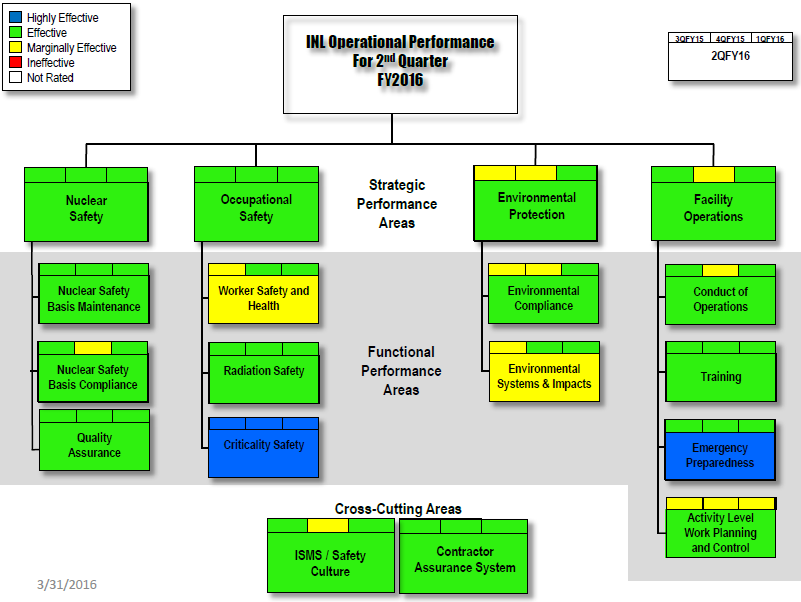 Highly Effective
Effective
Marginally Effective
Ineffective
Not Rated
INL Operational Performance
For 2nd Quarter
FY2016
3QFY15 4QFY15 1QFY16
2QFY16
Nuclear
Safety
Occupational
Safety
Strategic
Performance
Areas
Environmental
Protection
Facility
Operations
Nuclear Safety
Basis Maintenance
Worker Safety and
Health
Environmental
Compliance
Conduct of
Operations
Nuclear Safety
Basis Compliance
Radiation Safety
Functional
Performance
Areas
Environmental
Systems & Impacts
Training
Quality
Assurance
Criticality Safety
Emergency
Preparedness
Cross-Cutting Areas
ISMS / Safety
Culture
Contractor
Assurance System
Activity Level
Work Planning
and Control
3/31/2016